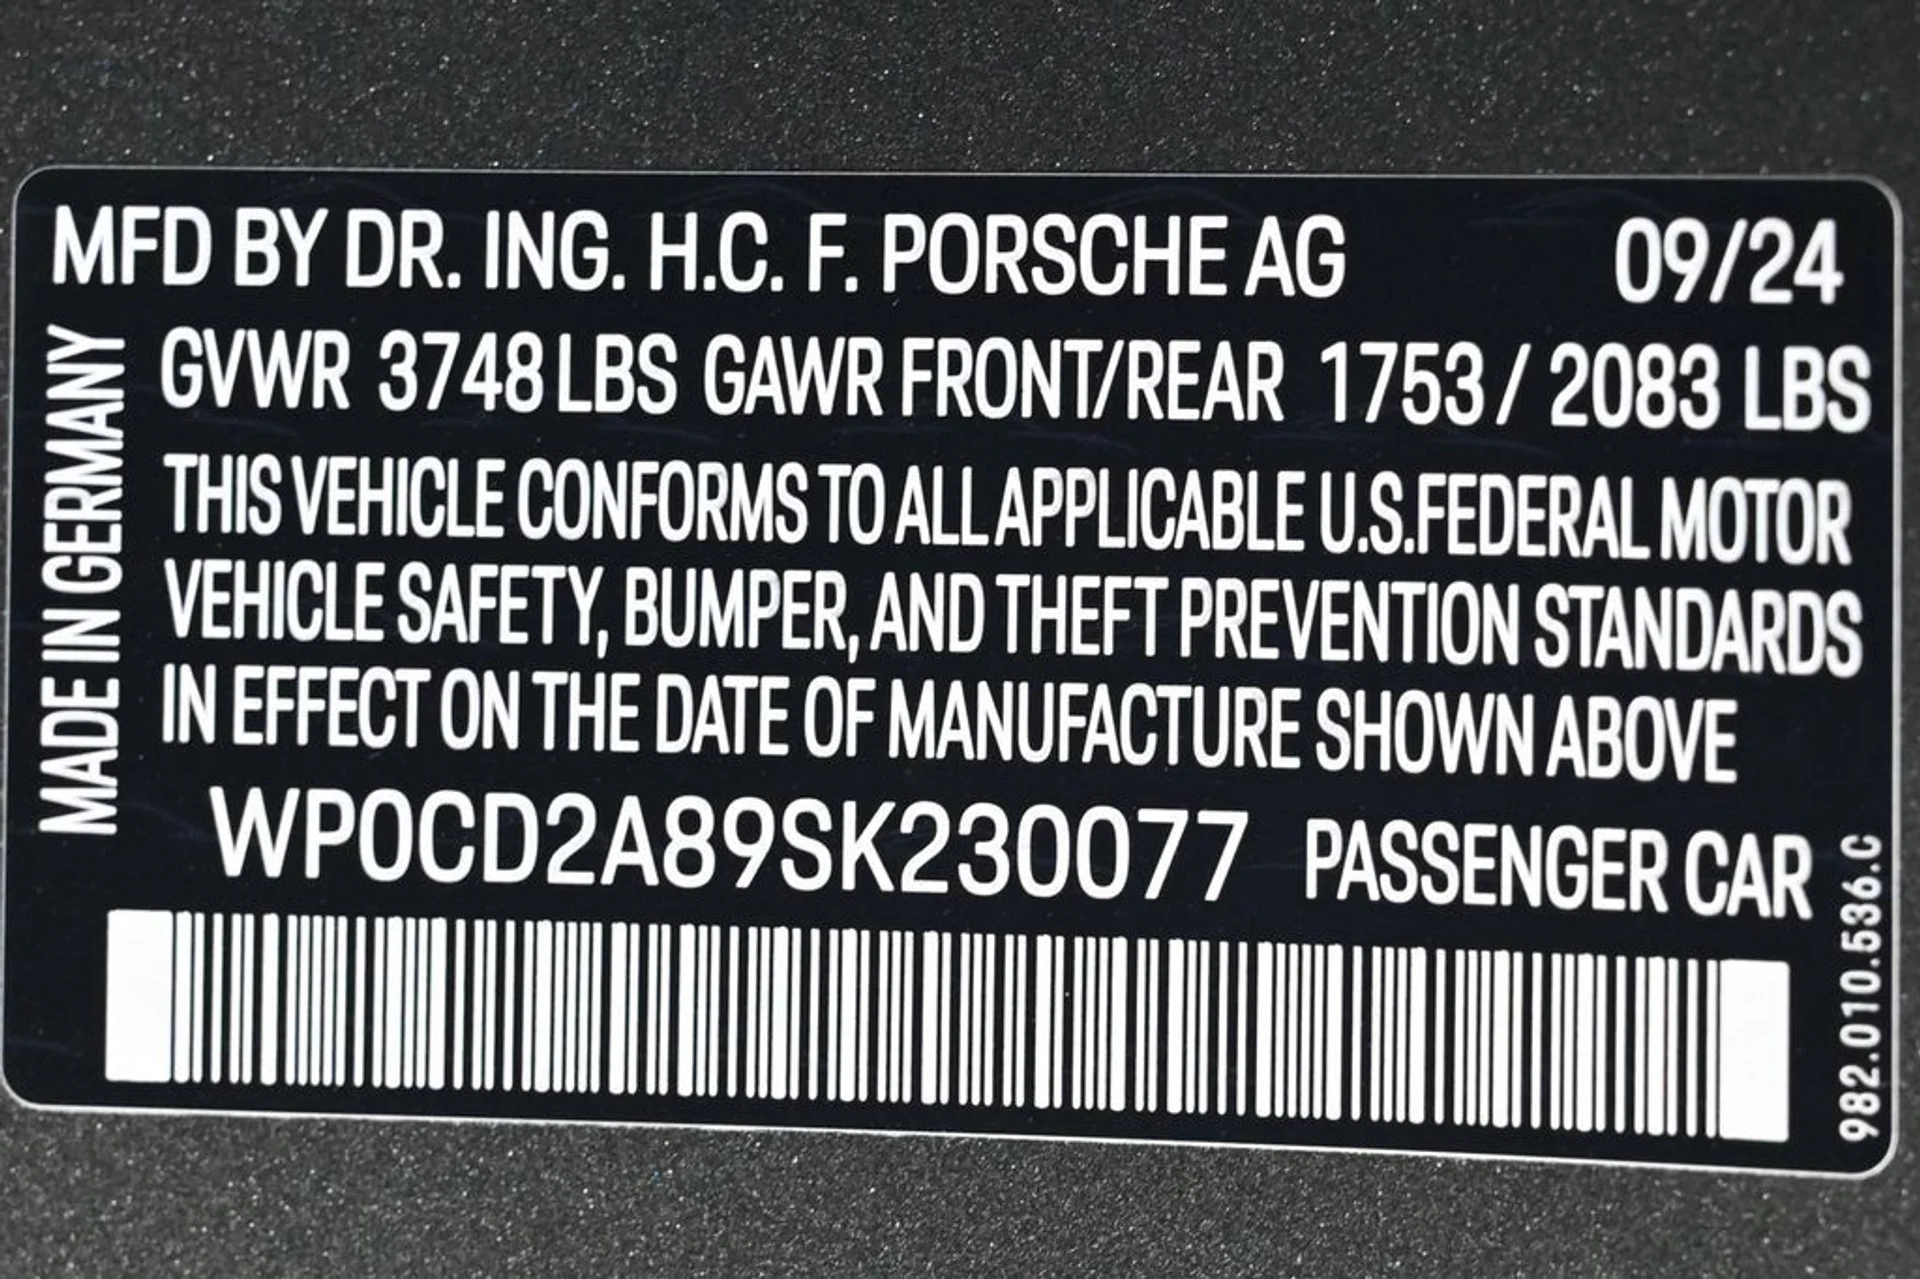 MFD BY DR. ING. H.C. F. PORSCHE AG 09/24
MADE IN GERMANY
GVWR 3748 LBS GAWR FRONT/REAR 1753 / 2083 LBS
THIS VEHICLE CONFORMS TO ALL APPLICABLE U.S.FEDERAL MOTOR
VEHICLE SAFETY, BUMPER, AND THEFT PREVENTION STANDARDS
IN EFFECT ON THE DATE OF MANUFACTURE SHOWN ABOVE
WP0CD2A89SK230077 PASSENGER CAR
982.010.536.C